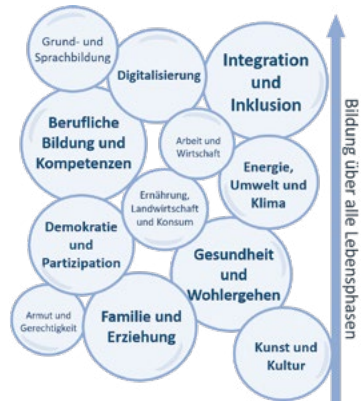 Grund- und
Sprachbildung
Digitalisierung
Integration
und
Inklusion
Berufliche
Bildung und
Kompetenzen
Arbeit und
Wirtschaft
Energie,
Umwelt und
Klima
Ernährung,
Landwirtschaft
und Konsum
Demokratie
und
Partizipation
Gesundheit
und
Wohlergehen
Armut und
Gerechtigkeit
Familie und
Erziehung
Kunst und
Kultur
Bildung über alle Lebensphasen